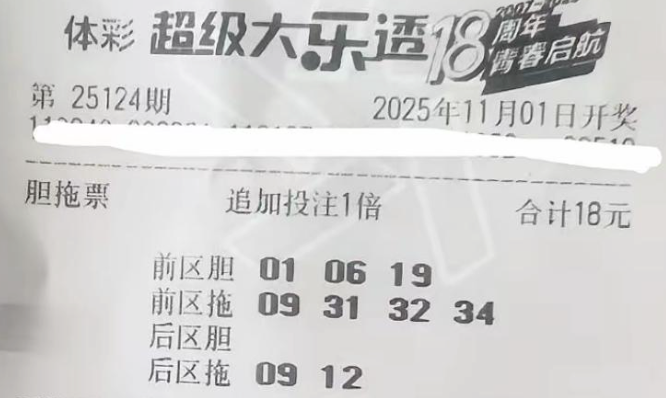 体彩 超级大乐透 18周年
青春启航
第 25124期 2025年11月01日开奖
胆拖票 追加投注1倍 合计18元
前区胆 01 06 19
前区拖 09 31 32 34
后区胆
后区拖 09 12